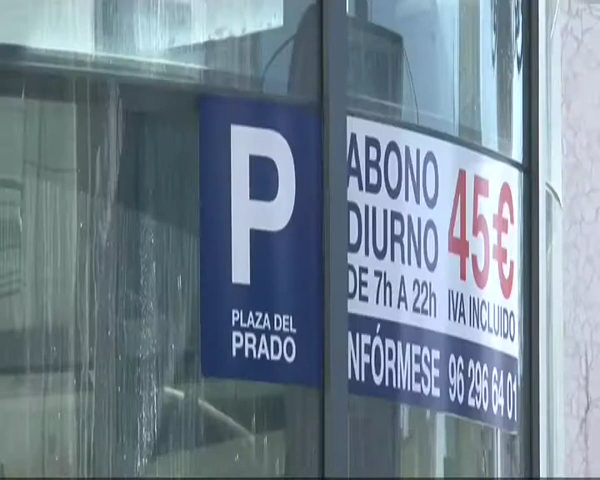 P
PLAZA DEL
PRADO
ABONO
DIURNO
DE 7h A 22h
45€
IVA INCLUIDO
NFÓRMESE 96 296 64 01